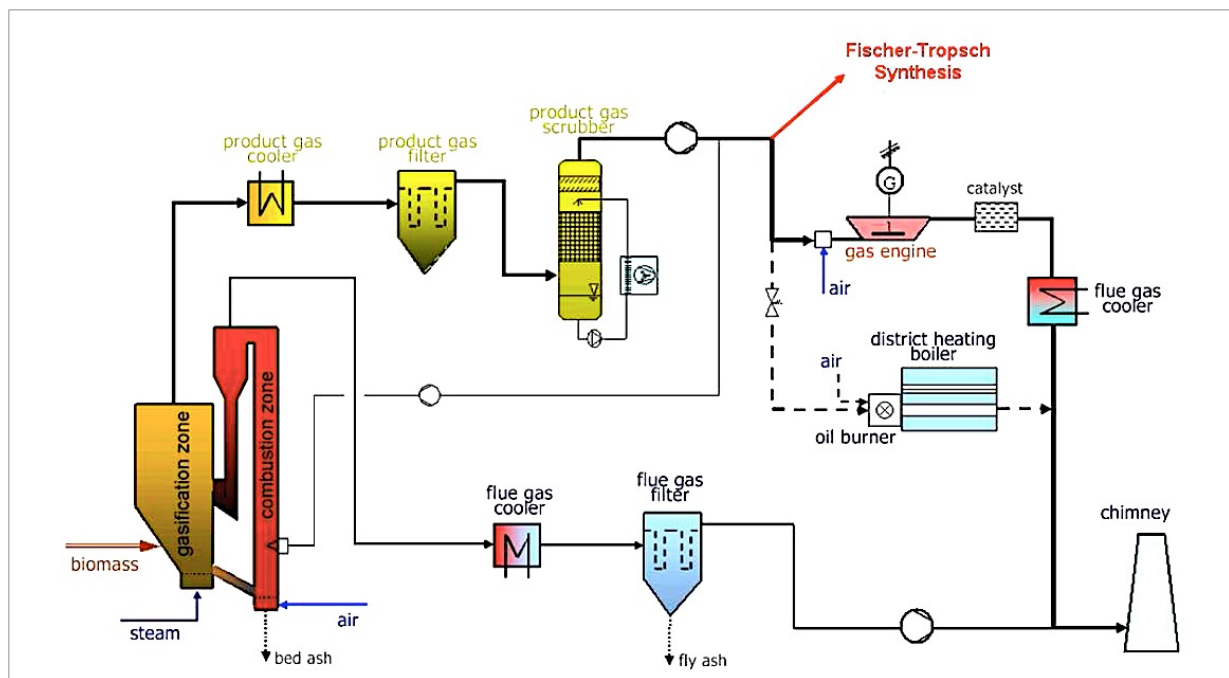 Fischer-Tropsch
Synthesis
product gas
cooler
product gas
filter
product gas
scrubber
G
catalyst
gas engine
air
flue gas
cooler
district heating
boiler
air
oil burner
gasification zone
combustion zone
flue gas
cooler
flue gas
filter
chimney
biomass
steam
air
bed ash
fly ash